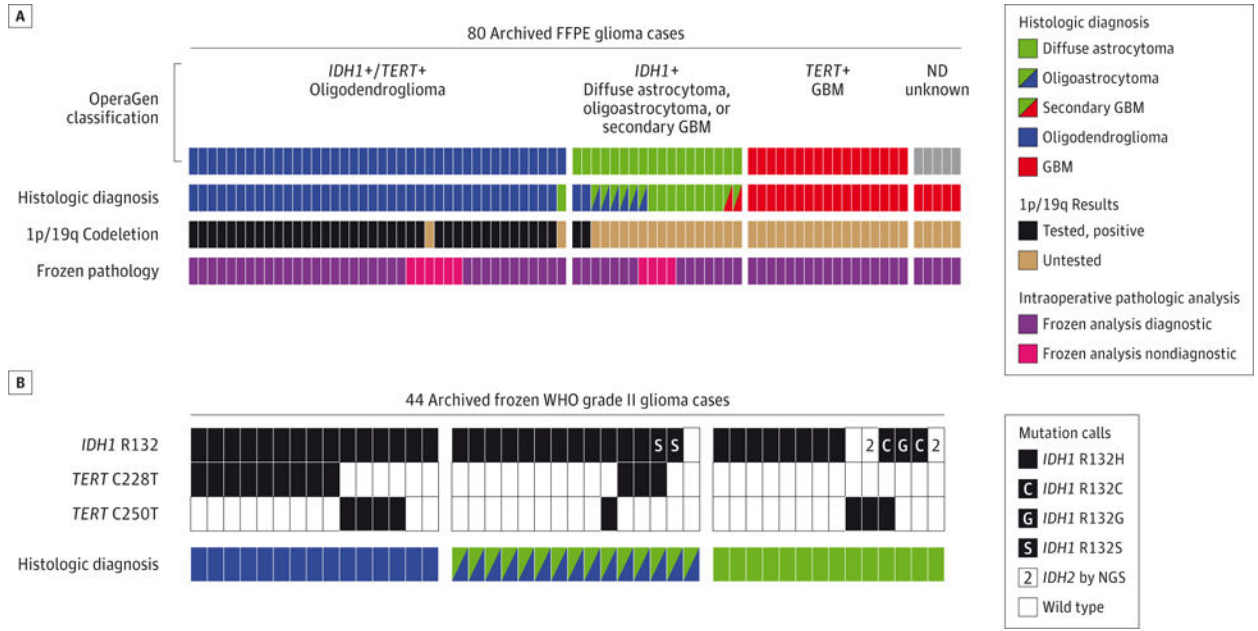 A
80 Archived FFPE glioma cases
OperaGen
classification
IDH1+/TERT+
Oligodendroglioma
IDH1+
Diffuse astrocytoma,
oligoastrocytoma, or
secondary GBM
TERT+
GBM
ND
unknown
Histologic diagnosis
1p/19q Codeletion
Frozen pathology
Histologic diagnosis
Diffuse astrocytoma
Oligoastrocytoma
Secondary GBM
Oligodendroglioma
GBM
1p/19q Results
Tested, positive
Untested
Intraoperative pathologic analysis
Frozen analysis diagnostic
Frozen analysis nondiagnostic
B
44 Archived frozen WHO grade II glioma cases
IDH1 R132
S S 2 C G C 2
TERT C228T
TERT C250T
Histologic diagnosis
Mutation calls
IDH1 R132H
C IDH1 R132C
G IDH1 R132G
S IDH1 R132S
2 IDH2 by NGS
Wild type